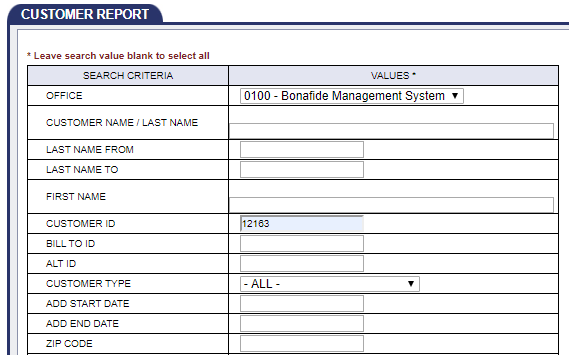 CUSTOMER REPORT
* Leave search value blank to select all
SEARCH CRITERIA VALUES *
OFFICE 0100 - Bonafide Management System
CUSTOMER NAME / LAST NAME
LAST NAME FROM
LAST NAME TO
FIRST NAME
CUSTOMER ID 12163
BILL TO ID
ALT ID
CUSTOMER TYPE - ALL -
ADD START DATE
ADD END DATE
ZIP CODE